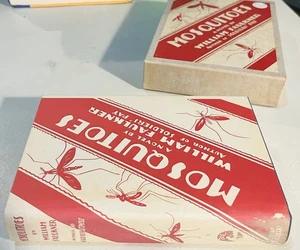 MOSQUITOES
WILLIAM FAULKNER
MOSQUITOES
A NOVEL BY
WILLIAM FAULKNER
AUTHOR OF "SOLDIERS' PAY"
MOSQUITOES
BY
WILLIAM
FAULKNER